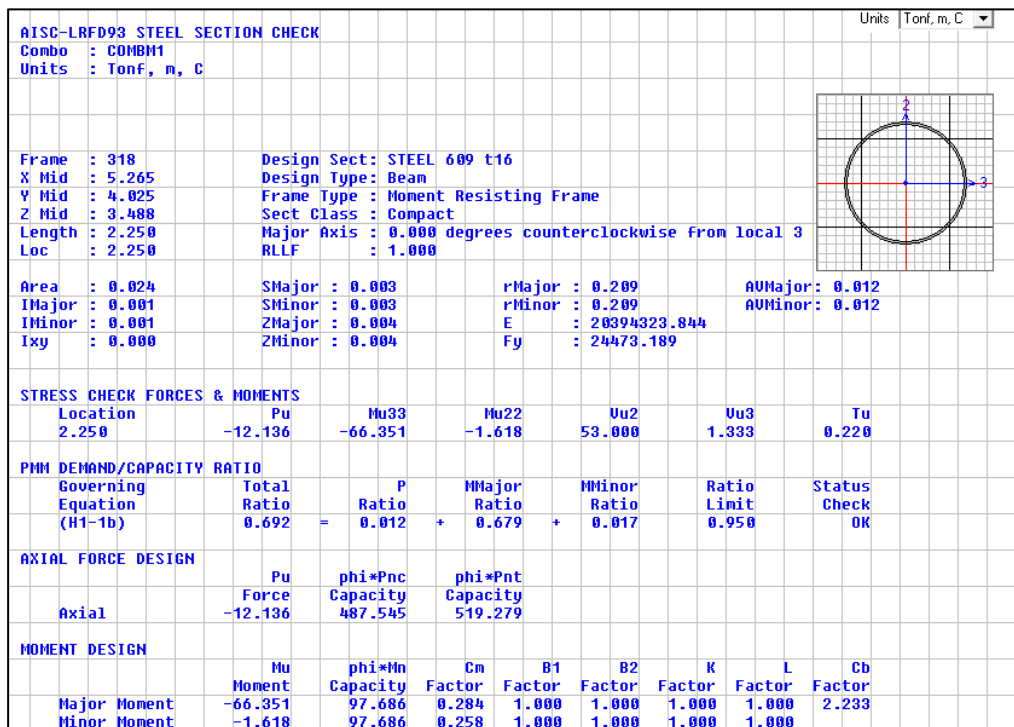 Units Tonf, m, C
AISC-LRFD93 STEEL SECTION CHECK
Combo : COMBM1
Units : Tonf, m, C
2
3
Frame : 318 Design Sect: STEEL 609 t16
X Mid : 5.265 Design Type: Beam
Y Mid : 4.025 Frame Type : Moment Resisting Frame
Z Mid : 3.488 Sect Class : Compact
Length : 2.250 Major Axis : 0.000 degrees counterclockwise from local 3
Loc : 2.250 RLLF : 1.000
Area : 0.024 SMajor : 0.003 rMajor : 0.209 AVMajor: 0.012
IMajor : 0.001 SMinor : 0.003 rMinor : 0.209 AVMinor: 0.012
IMinor : 0.001 ZMajor : 0.004 E : 20394323.844
Ixy : 0.000 ZMinor : 0.004 Fy : 24473.189
STRESS CHECK FORCES & MOMENTS
Location Pu Mu33 Mu22 Vu2 Vu3 Tu
2.250 -12.136 -66.351 -1.618 53.000 1.333 0.220
PMM DEMAND/CAPACITY RATIO
Governing Total P MMajor MMinor Ratio Status
Equation Ratio Ratio Ratio Ratio Limit Check
(H1-1b) 0.692 = 0.012 + 0.679 + 0.017 0.950 OK
AXIAL FORCE DESIGN
Pu phi*Pnc phi*Pnt
Force Capacity Capacity
Axial -12.136 487.545 519.279
MOMENT DESIGN
Mu phi*Mn Cm B1 B2 K L Cb
Moment Capacity Factor Factor Factor Factor Factor Factor
Major Moment -66.351 97.686 0.284 1.000 1.000 1.000 1.000 2.233
Minor Moment -1.618 97.686 0.258 1.000 1.000 1.000 1.000